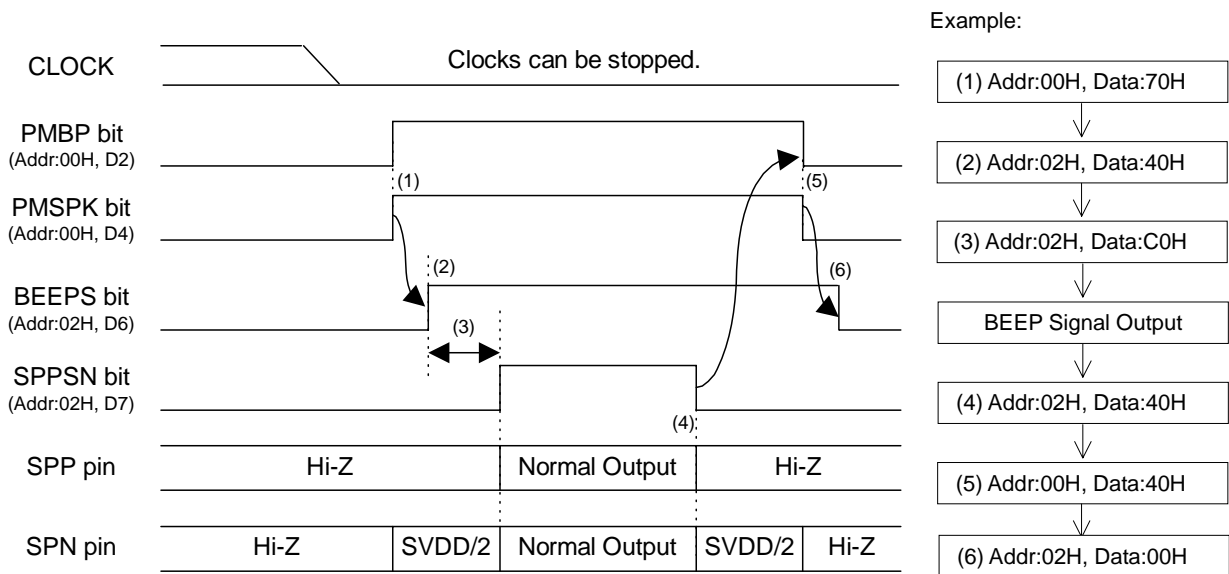 Example:
CLOCK
Clocks can be stopped.
(1) Addr:00H, Data:70H
PMBP bit
(Addr:00H, D2)
(2) Addr:02H, Data:40H
(1)
(5)
PMSPK bit
(Addr:00H, D4)
(3) Addr:02H, Data:C0H
(2)
(6)
BEEPS bit
(Addr:02H, D6)
(3)
BEEP Signal Output
SPPSN bit
(Addr:02H, D7)
(4)
(4) Addr:02H, Data:40H
SPP pin
Hi-Z
Normal Output
Hi-Z
(5) Addr:00H, Data:40H
SPN pin
Hi-Z
SVDD/2
Normal Output
SVDD/2
Hi-Z
(6) Addr:02H, Data:00H